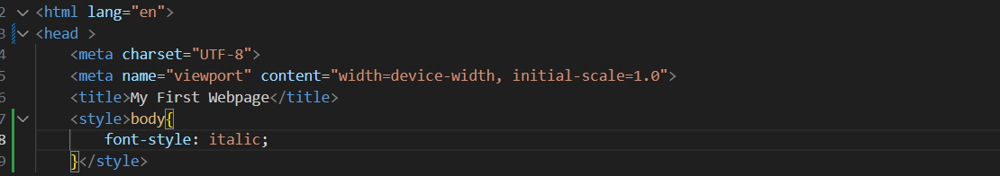 2 <html lang="en">
3 <head >
4 <meta charset="UTF-8">
5 <meta name="viewport" content="width=device-width, initial-scale=1.0">
6 <title>My First Webpage</title>
7 <style>body{
8 font-style: italic;
9 }</style>